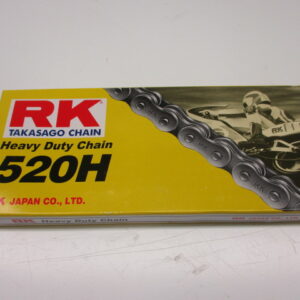 RK
TAKASAGO CHAIN
Heavy Duty Chain
520H
K JAPAN CO., LTD.
RK Heavy Duty Chain
RK